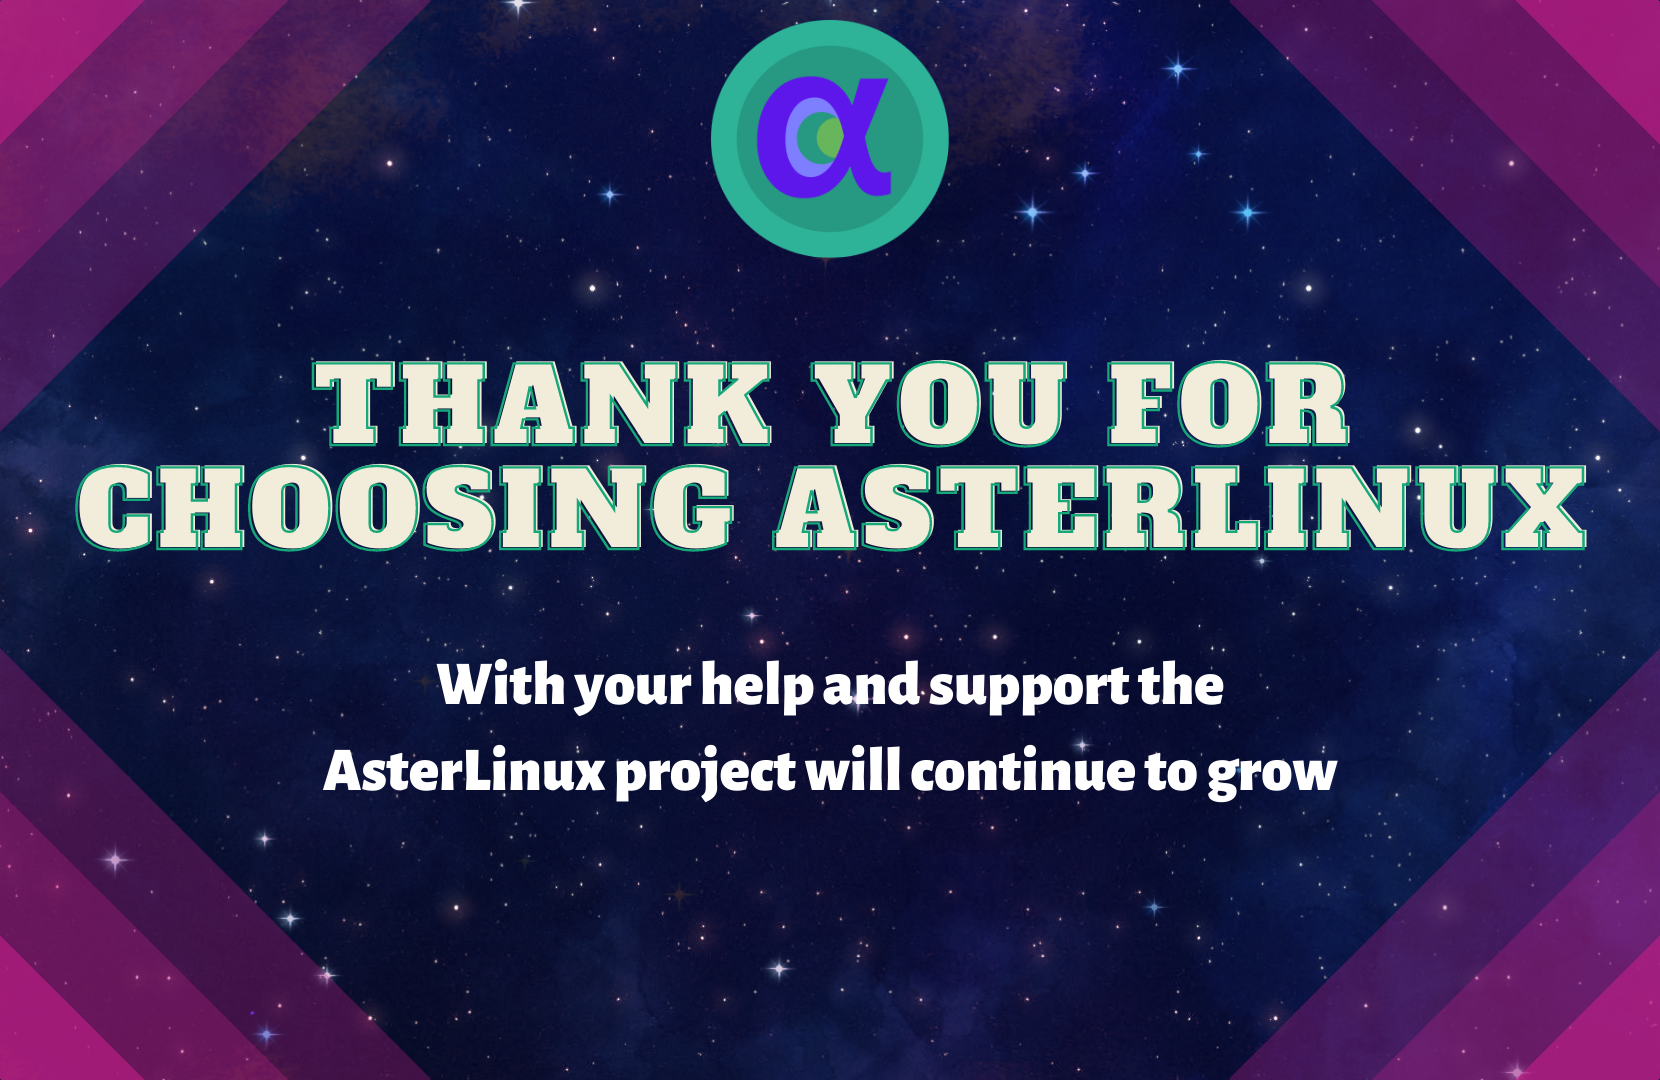 α
THANK YOU FOR
CHOOSING ASTERLINUX
With your help and support the
AsterLinux project will continue to grow